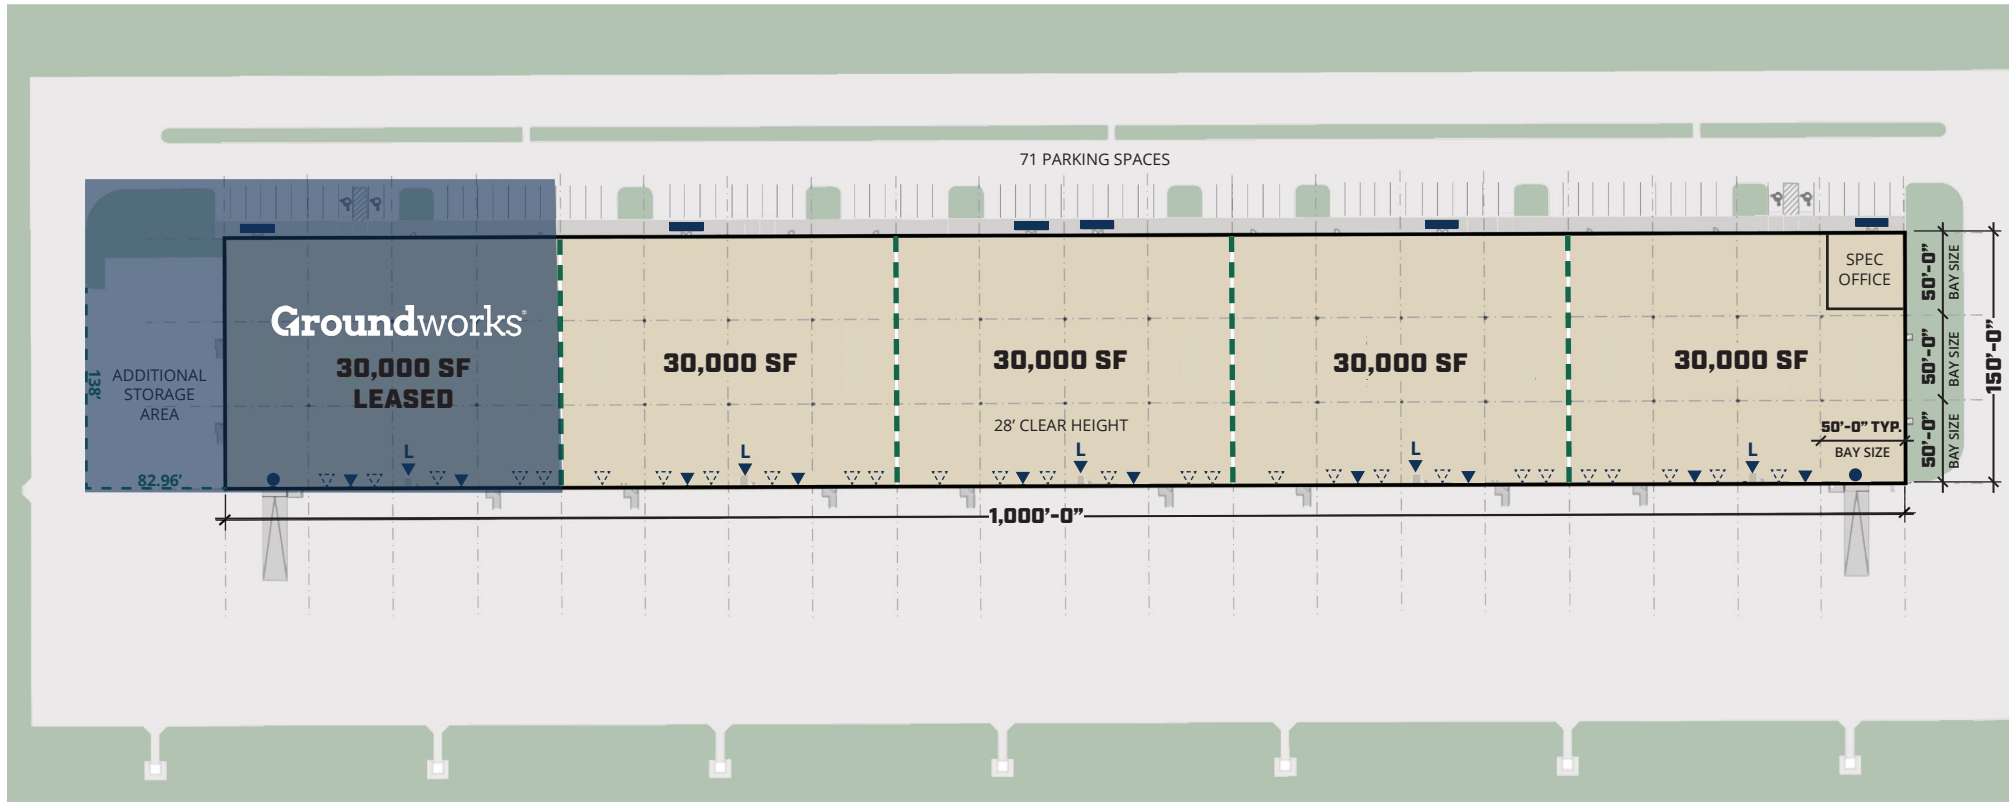 71 PARKING SPACES
SPEC
OFFICE
Groundworks®
30,000 SF
LEASED
30,000 SF
30,000 SF
30,000 SF
30,000 SF
28’ CLEAR HEIGHT
ADDITIONAL
STORAGE
AREA
138’
82.96’
L
L
L
L
L
50’-0” TYP.
BAY SIZE
50’-0”
BAY SIZE
50’-0”
BAY SIZE
50’-0”
BAY SIZE
150’-0”
1,000’-0”